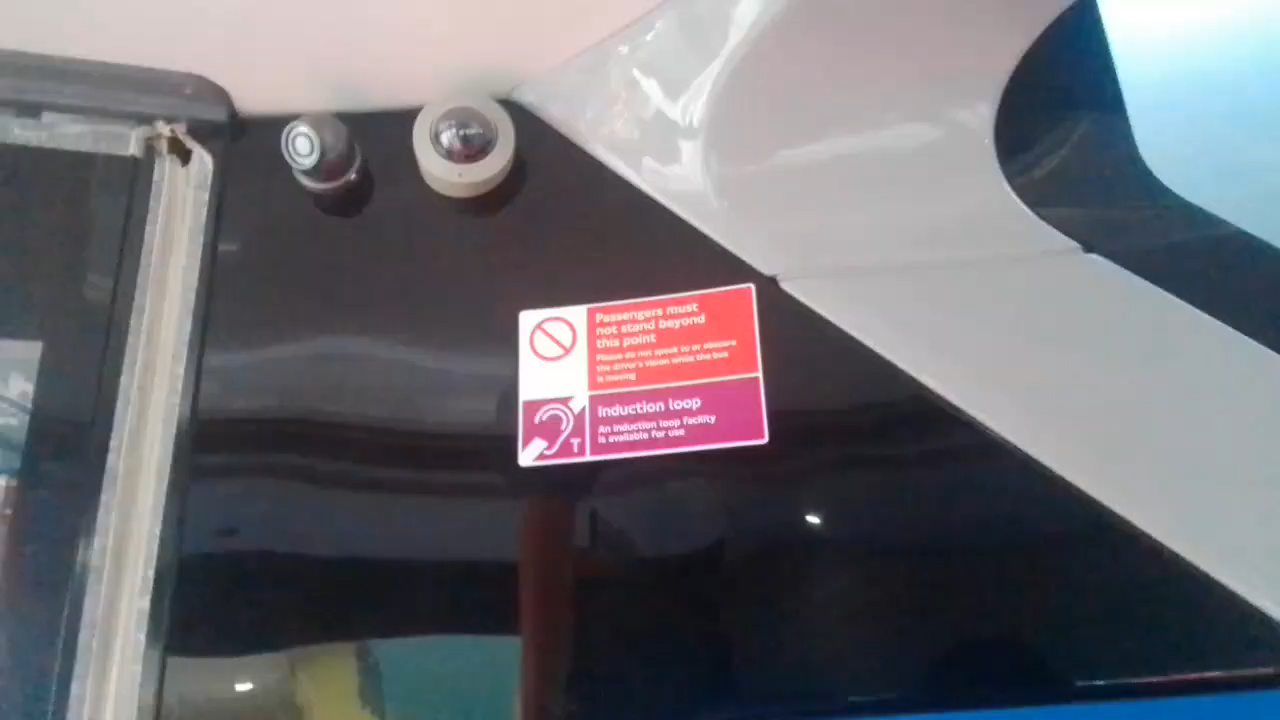 Passengers must
not stand beyond
this point
Please do not speak to or obscure
the driver's vision while the bus
is moving
Induction loop
An induction loop facility
is available for use
T